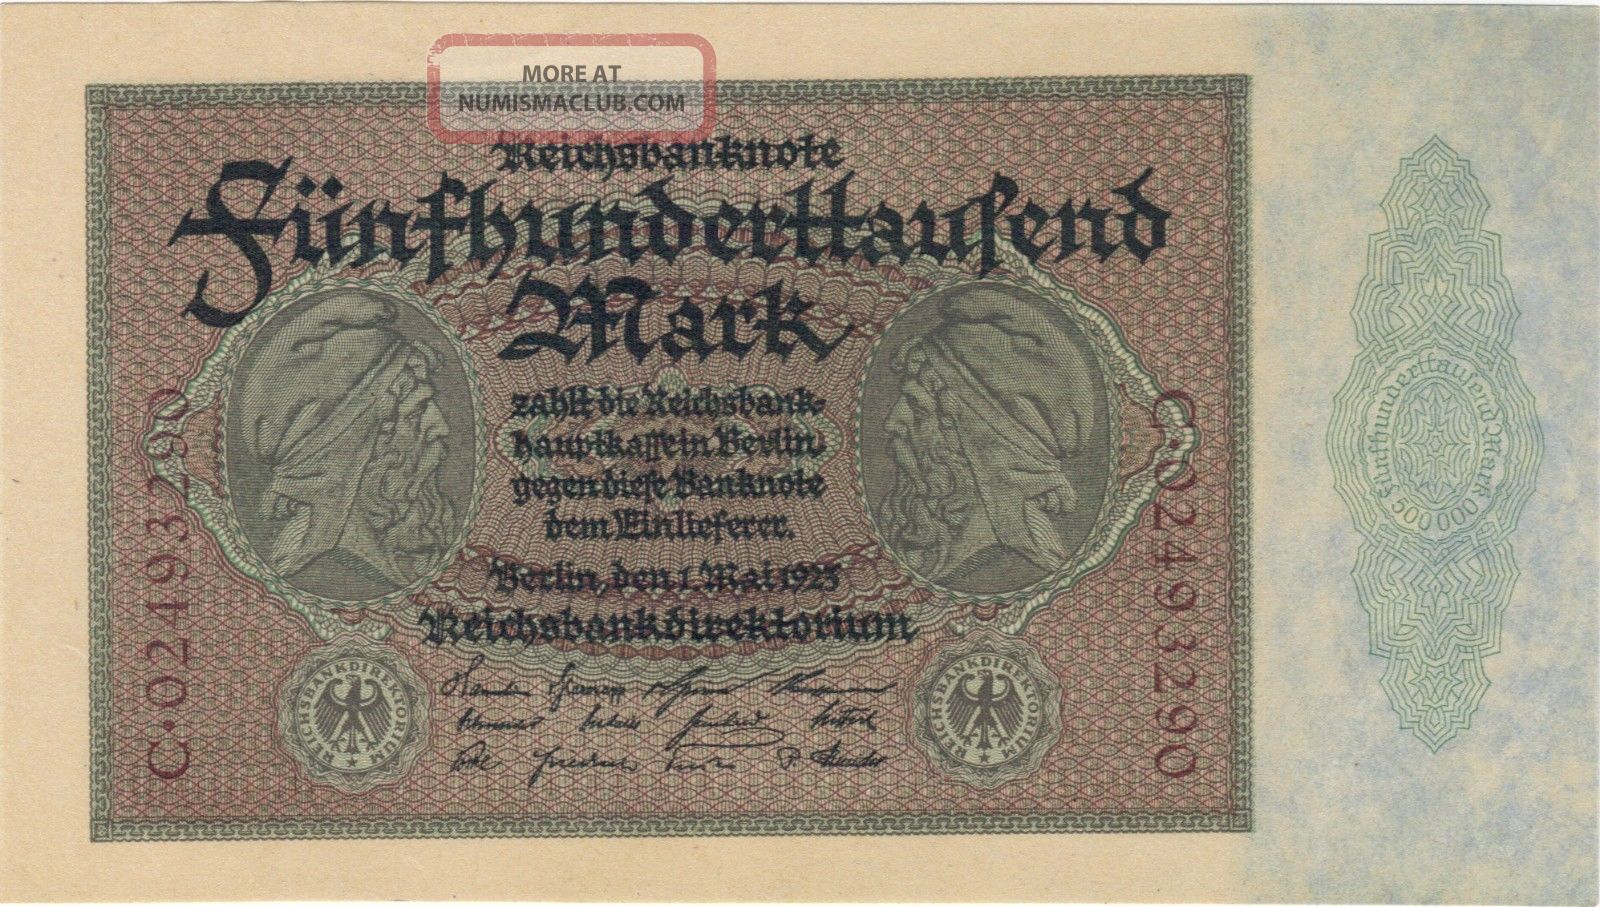 MORE AT
NUMISMACLUB.COM
Reichsbanknote
Fünfhunderttausend
Mark
zahlt die Reichsbank-
hauptkasse in Berlin
gegen diese Banknote
dem Einlieferer.
Berlin, den 1. Mai 1923
Reichsbankdirektorium
C·02493290
C·02493290
REICHSBANKDIREKTORIUM
REICHSBANKDIREKTORIUM
Fünfhunderttausend Mark
500 000